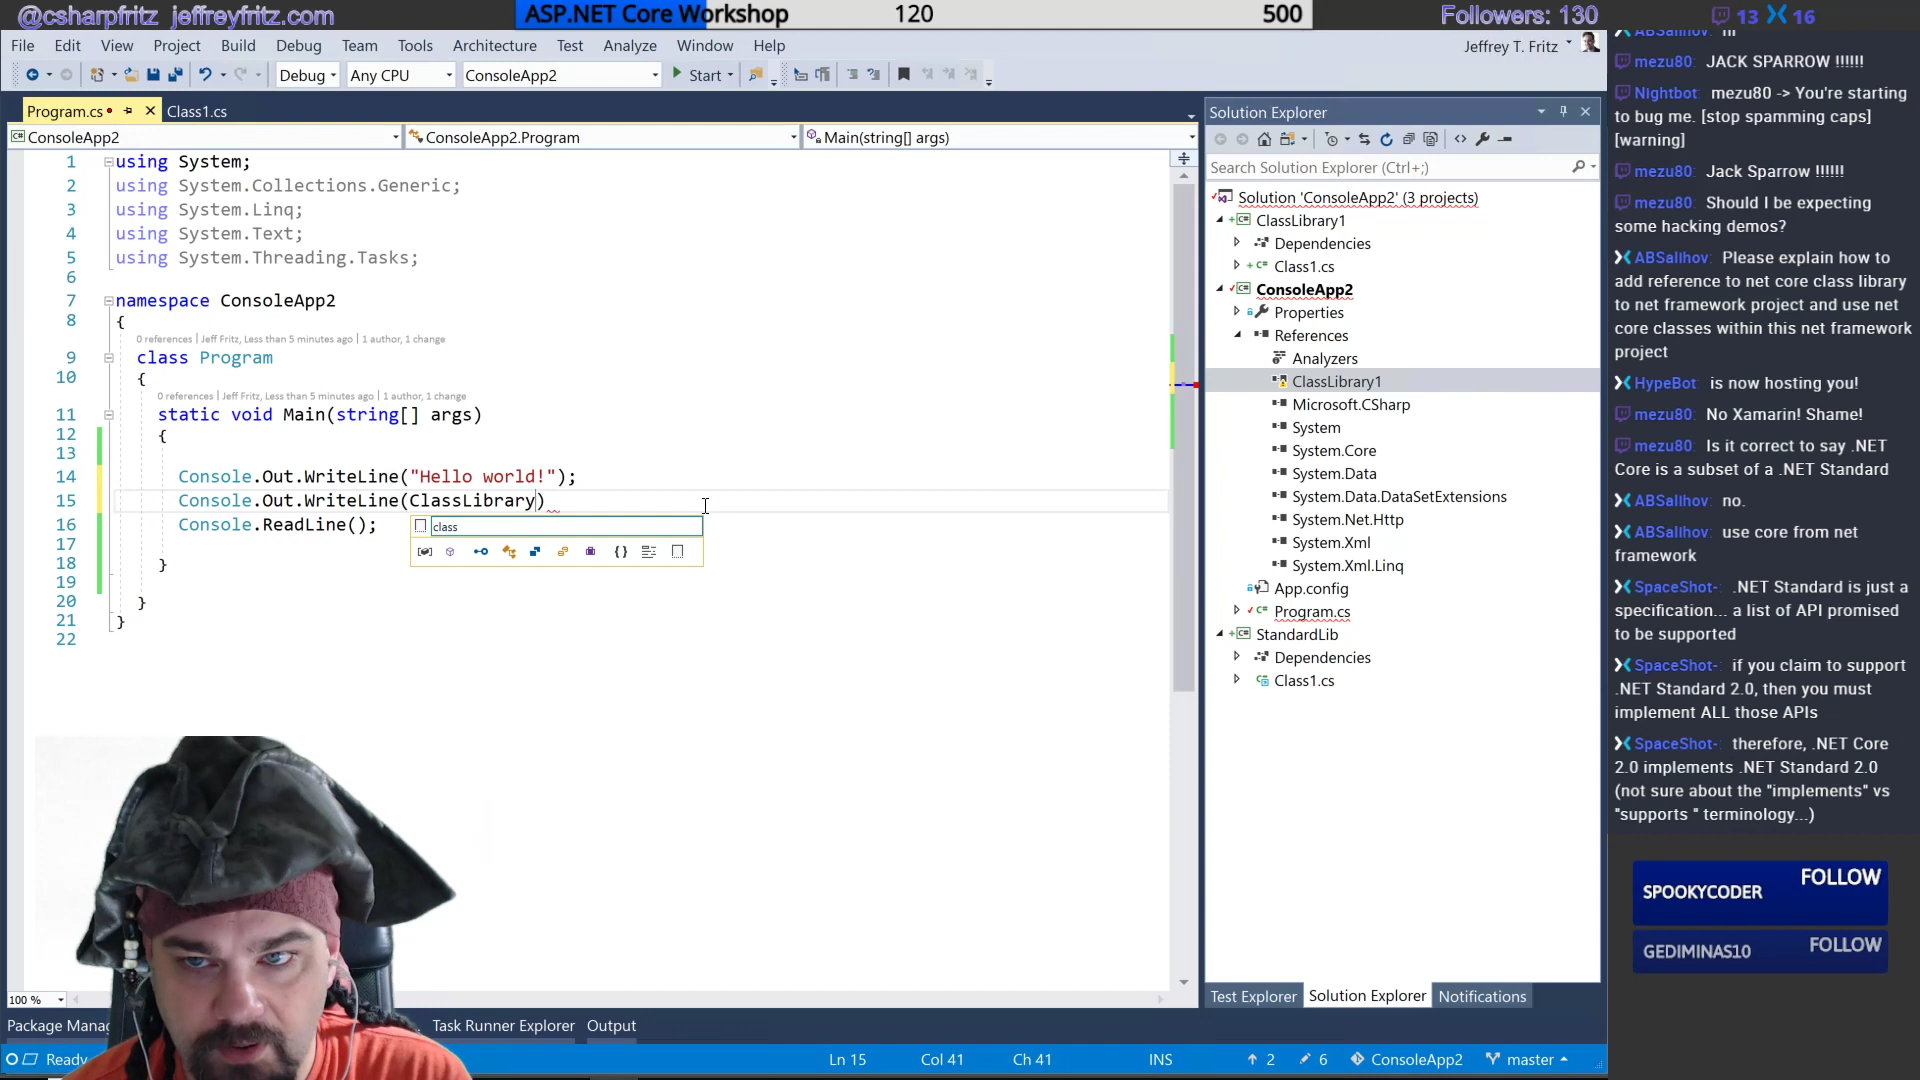 @csharpfritz jeffreyfritz.com
ASP.NET Core Workshop 120 500
Followers: 130
13 16
File Edit View Project Build Debug Team Tools Architecture Test Analyze Window Help
Jeffrey T. Fritz
Debug Any CPU ConsoleApp2 Start
Program.cs Class1.cs
ConsoleApp2 ConsoleApp2.Program Main(string[] args)
1 using System;
2 using System.Collections.Generic;
3 using System.Linq;
4 using System.Text;
5 using System.Threading.Tasks;
6
7 namespace ConsoleApp2
8 {
0 references | Jeff Fritz, Less than 5 minutes ago | 1 author, 1 change
9 class Program
10 {
0 references | Jeff Fritz, Less than 5 minutes ago | 1 author, 1 change
11 static void Main(string[] args)
12 {
13
14 Console.Out.WriteLine("Hello world!");
15 Console.Out.WriteLine(ClassLibrary)
16 Console.ReadLine();
class
17
18 }
19
20 }
21 }
22
100 %
Solution Explorer
Search Solution Explorer (Ctrl+;)
Solution 'ConsoleApp2' (3 projects)
ClassLibrary1
Dependencies
Class1.cs
ConsoleApp2
Properties
References
Analyzers
ClassLibrary1
Microsoft.CSharp
System
System.Core
System.Data
System.Data.DataSetExtensions
System.Net.Http
System.Xml
System.Xml.Linq
App.config
Program.cs
StandardLib
Dependencies
Class1.cs
Test Explorer Solution Explorer Notifications
Task Runner Explorer Output
Ready Ln 15 Col 41 Ch 41 INS 2 6 ConsoleApp2 master
ABSalihov: hi
mezu80: JACK SPARROW !!!!!!
Nightbot: mezu80 -> You're starting
to bug me. [stop spamming caps]
[warning]
mezu80: Jack Sparrow !!!!!!
mezu80: Should I be expecting
some hacking demos?
ABSalihov: Please explain how to
add reference to net core class library
to net framework project and use net
core classes within this net framework
project
HypeBot: is now hosting you!
mezu80: No Xamarin! Shame!
mezu80: Is it correct to say .NET
Core is a subset of a .NET Standard
ABSalihov: no.
ABSalihov: use core from net
framework
SpaceShot-: .NET Standard is just a
specification... a list of API promised
to be supported
SpaceShot-: if you claim to support
.NET Standard 2.0, then you must
implement ALL those APIs
SpaceShot-: therefore, .NET Core
2.0 implements .NET Standard 2.0
(not sure about the "implements" vs
"supports " terminology...)
SPOOKYCODER FOLLOW
GEDIMINAS10 FOLLOW